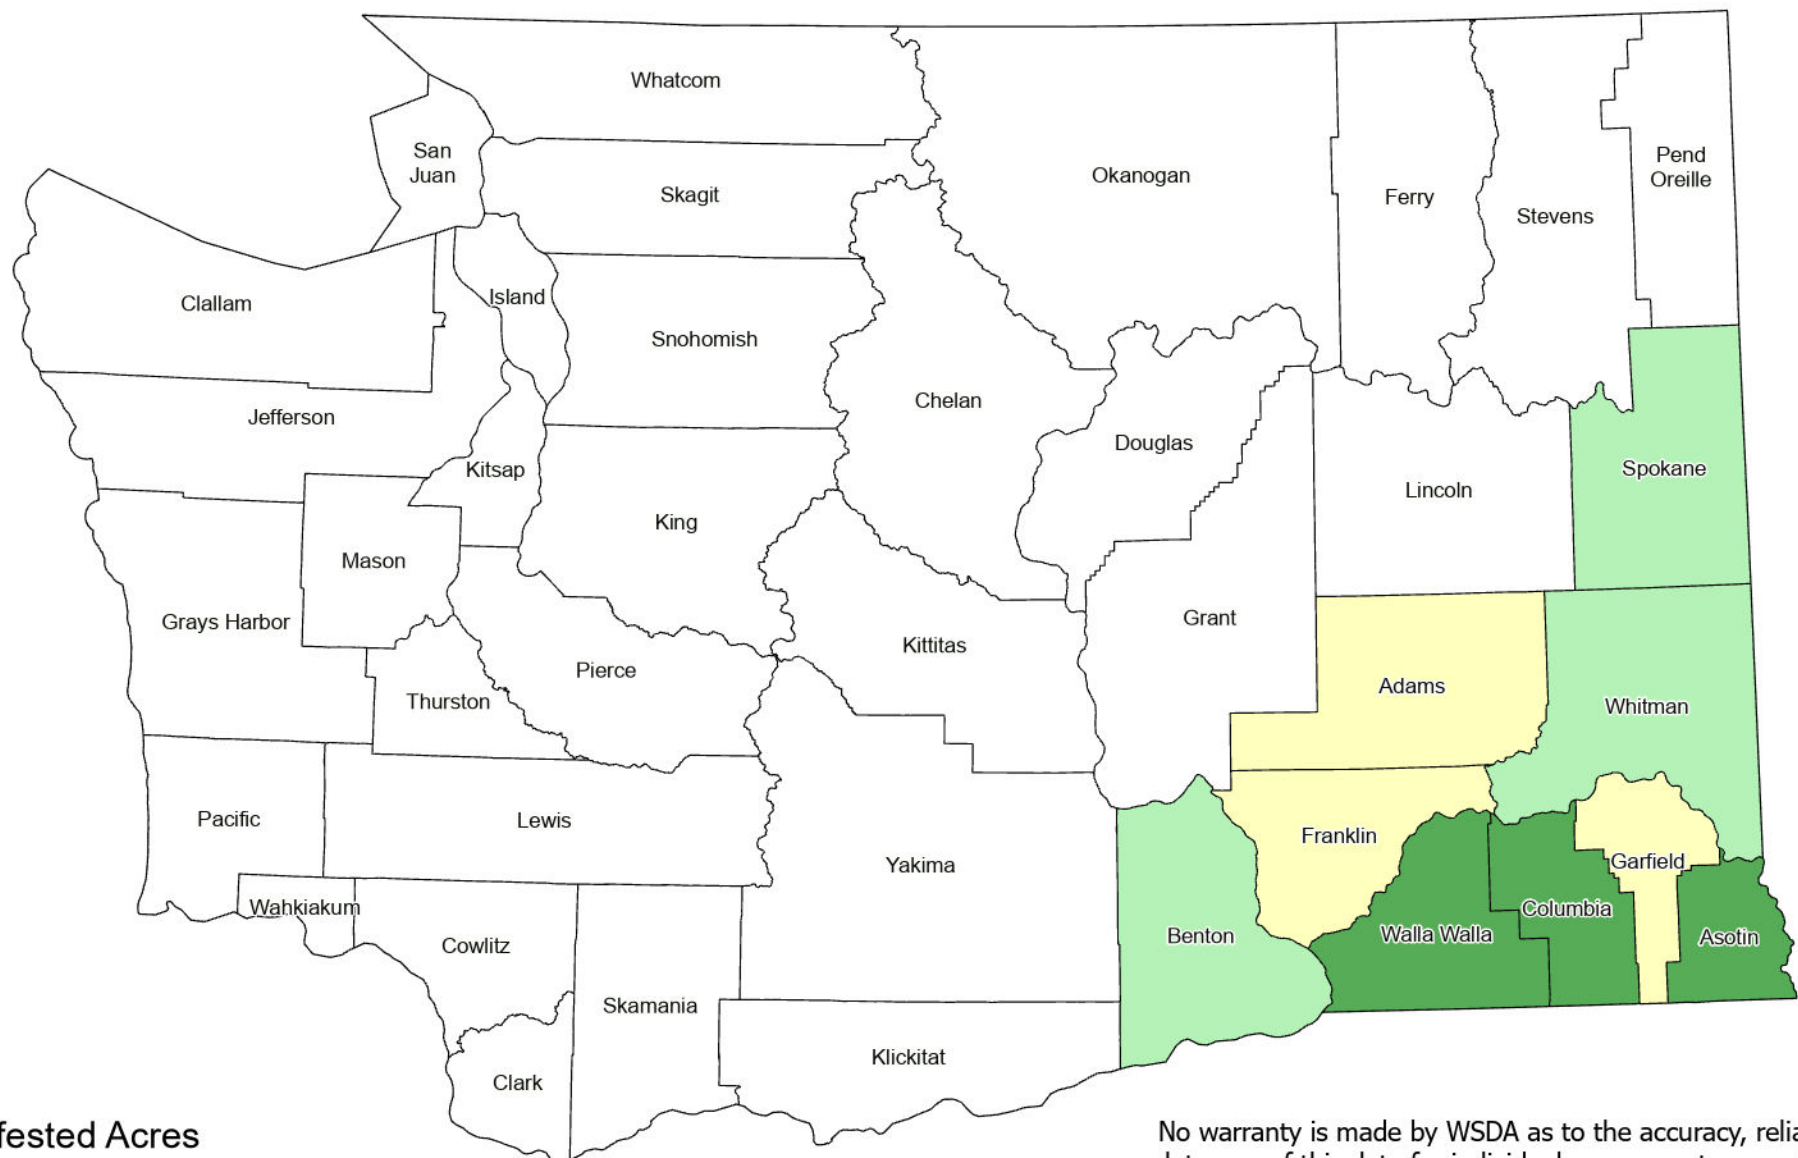 Whatcom
San
Juan
Skagit
Okanogan
Ferry
Stevens
Pend
Oreille
Clallam
Island
Snohomish
Chelan
Jefferson
Kitsap
Douglas
Lincoln
Spokane
King
Mason
Grays Harbor
Kittitas
Grant
Pierce
Thurston
Adams
Whitman
Pacific
Lewis
Yakima
Franklin
Garfield
Wahkiakum
Cowlitz
Benton
Walla Walla
Columbia
Asotin
Skamania
Klickitat
Clark
fested Acres
No warranty is made by WSDA as to the accuracy, relia